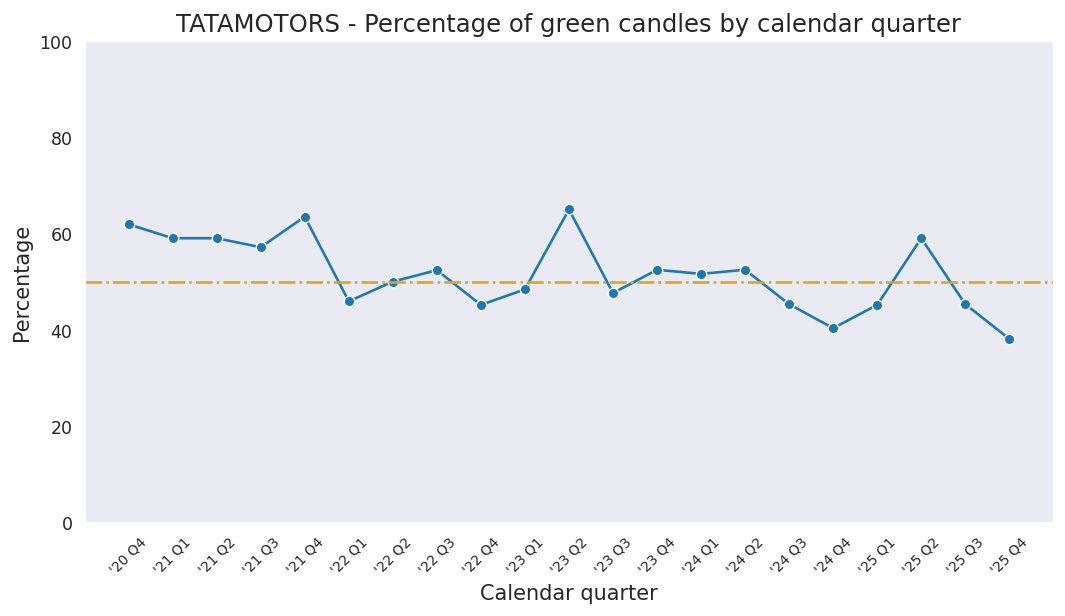 TATAMOTORS - Percentage of green candles by calendar quarter
Percentage
100
80
60
40
20
0
'20 Q4
'21 Q1
'21 Q2
'21 Q3
'21 Q4
'22 Q1
'22 Q2
'22 Q3
'22 Q4
'23 Q1
'23 Q2
'23 Q3
'23 Q4
'24 Q1
'24 Q2
'24 Q3
'24 Q4
'25 Q1
'25 Q2
'25 Q3
'25 Q4
Calendar quarter